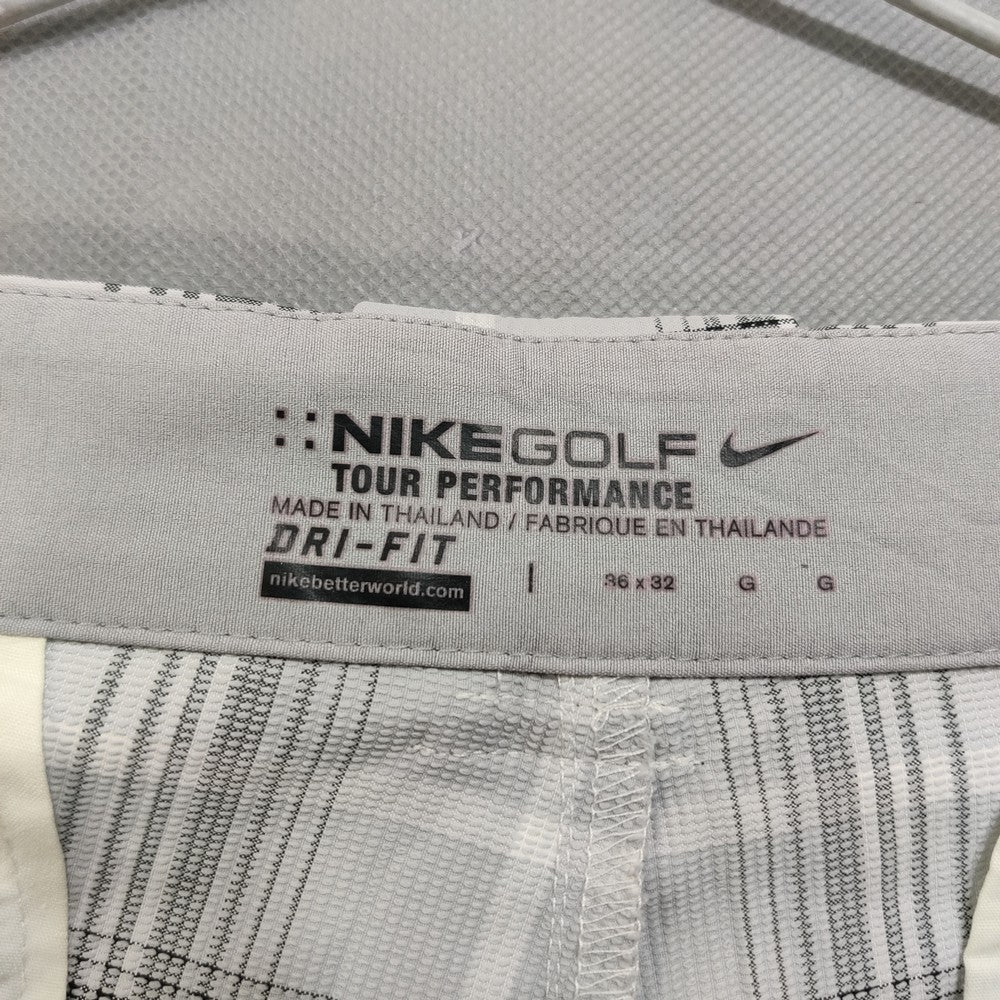 NIKEGOLF
TOUR PERFORMANCE
MADE IN THAILAND / FABRIQUE EN THAILANDE
DRI-FIT
nikebetterworld.com | 36 x 32 G G